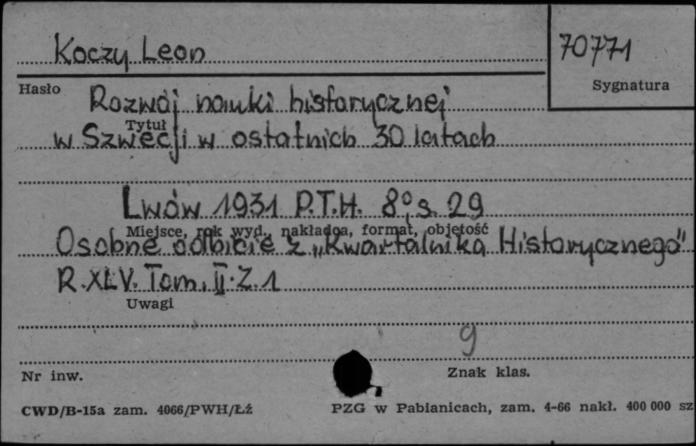 Koczy Leon
70771
Hasło
Sygnatura
Rozwój nauki historycznej
Tytuł
w Szwecji w ostatnich 30 latach
Lwów 1931 P.T.H. 8°, s. 29
Miejsce, rok wyd., nakładca, format, objętość
Osobne odbicie z „Kwartalnika Historycznego"
R. XLV. Tom. II. Z. 1
Uwagi
9
Nr inw.
Znak klas.
CWD/B-15a zam. 4066/PWH/Łź
PZG w Pabianicach, zam. 4-66 nakł. 400 000 sz